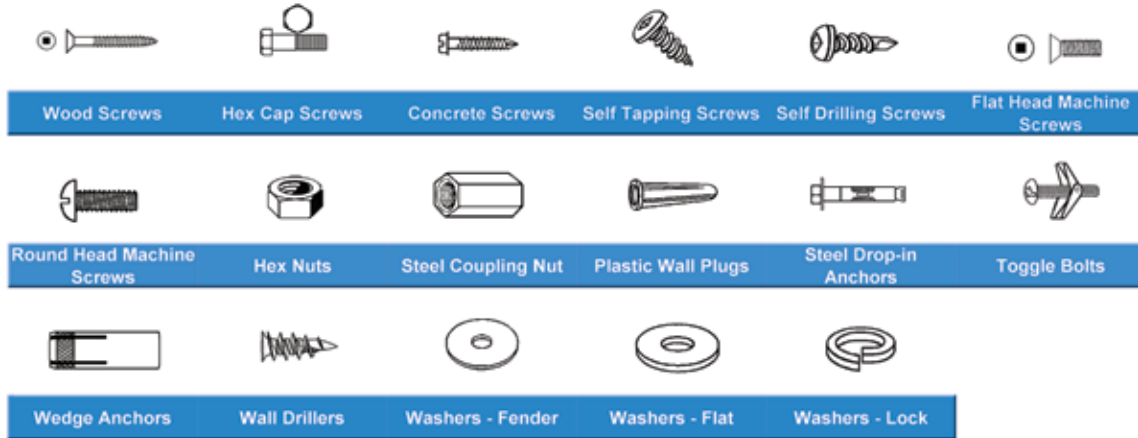 Wood Screws
Hex Cap Screws
Concrete Screws
Self Tapping Screws
Self Drilling Screws
Flat Head Machine
Screws
Round Head Machine
Screws
Hex Nuts
Steel Coupling Nut
Plastic Wall Plugs
Steel Drop-in
Anchors
Toggle Bolts
Wedge Anchors
Wall Drillers
Washers - Fender
Washers - Flat
Washers - Lock